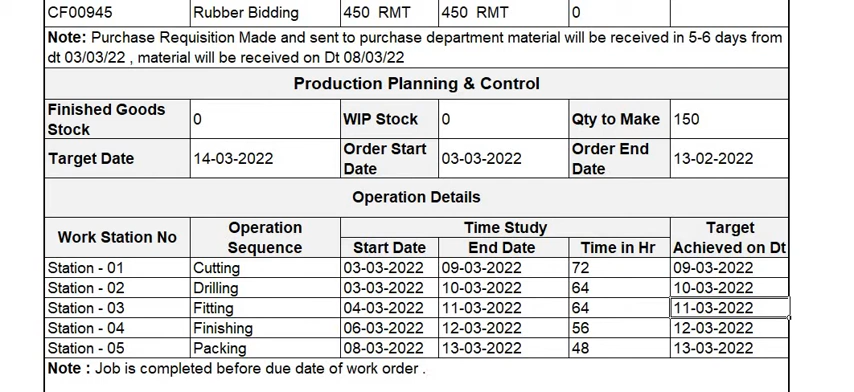 CF00945 Rubber Bidding 450 RMT 450 RMT 0
Note: Purchase Requisition Made and sent to purchase department material will be received in 5-6 days from
dt 03/03/22 , material will be received on Dt 08/03/22
Production Planning & Control
Finished Goods Stock 0 WIP Stock 0 Qty to Make 150
Target Date 14-03-2022 Order Start Date 03-03-2022 Order End Date 13-02-2022
Operation Details
Work Station No Operation Sequence Time Study Target Achieved on Dt
Start Date End Date Time in Hr
Station - 01 Cutting 03-03-2022 09-03-2022 72 09-03-2022
Station - 02 Drilling 03-03-2022 10-03-2022 64 10-03-2022
Station - 03 Fitting 04-03-2022 11-03-2022 64 11-03-2022
Station - 04 Finishing 06-03-2022 12-03-2022 56 12-03-2022
Station - 05 Packing 08-03-2022 13-03-2022 48 13-03-2022
Note : Job is completed before due date of work order .